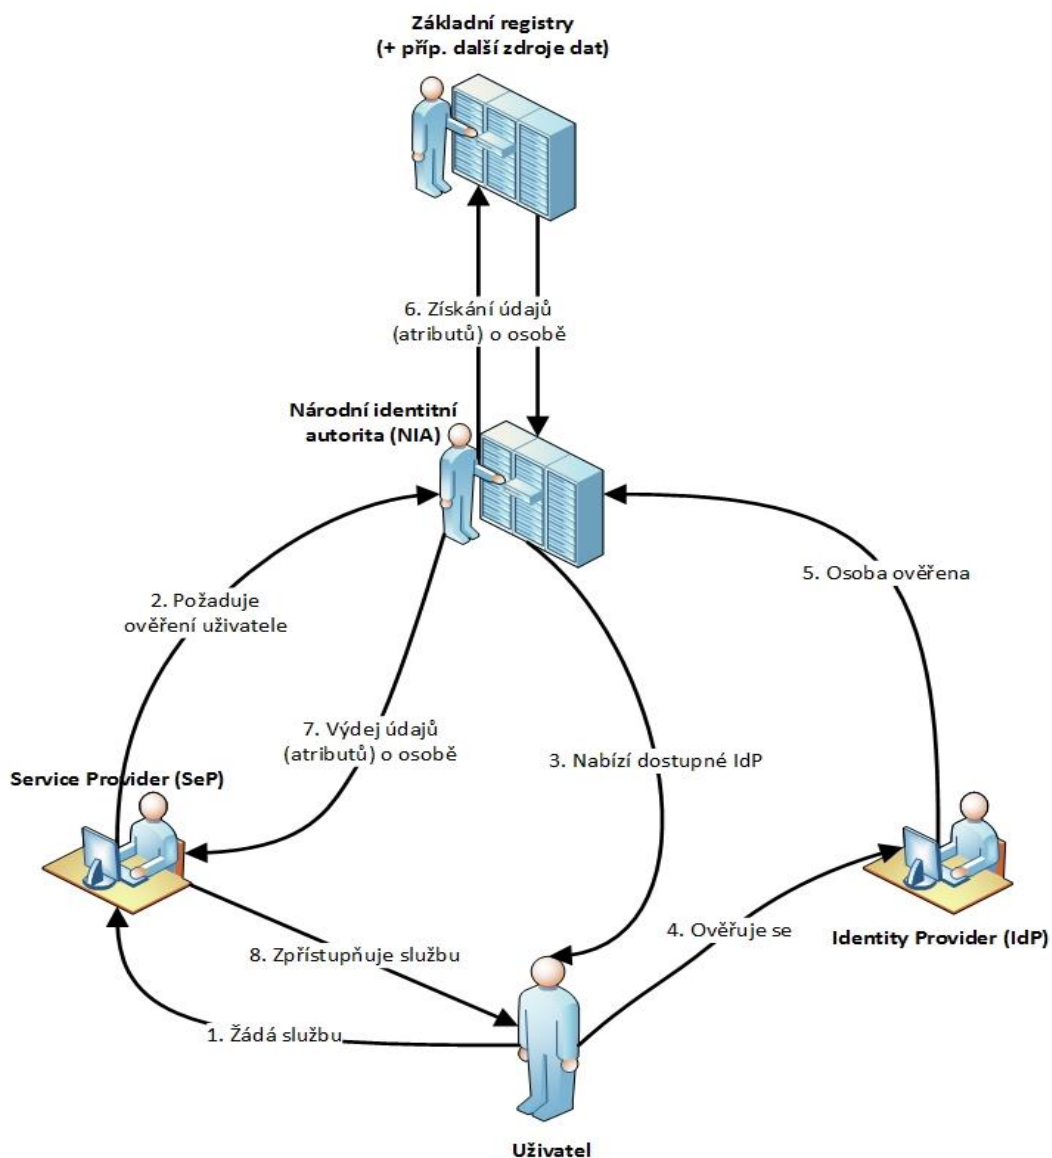 Základní registry
(+ příp. další zdroje dat)
6. Získání údajů
(atributů) o osobě
Národní identitní
autorita (NIA)
5. Osoba ověřena
2. Požaduje
ověření uživatele
7. Výdej údajů
(atributů) o osobě
3. Nabízí dostupné IdP
Service Provider (SeP)
4. Ověřuje se
Identity Provider (IdP)
8. Zpřístupňuje službu
1. Žádá službu
Uživatel